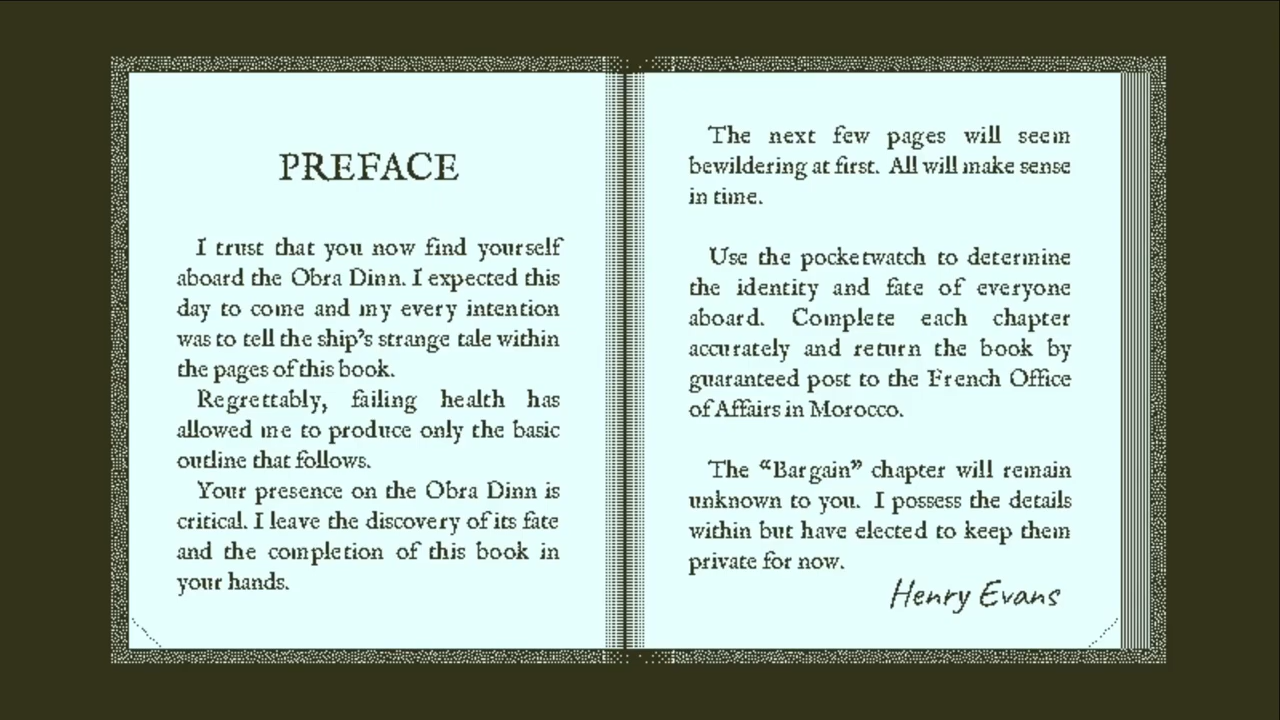 PREFACE
I trust that you now find yourself
aboard the Obra Dinn. I expected this
day to come and my every intention
was to tell the ship's strange tale within
the pages of this book.
Regrettably, failing health has
allowed me to produce only the basic
outline that follows.
Your presence on the Obra Dinn is
critical. I leave the discovery of its fate
and the completion of this book in
your hands.
The next few pages will seem
bewildering at first. All will make sense
in time.
Use the pocketwatch to determine
the identity and fate of everyone
aboard. Complete each chapter
accurately and return the book by
guaranteed post to the French Office
of Affairs in Morocco.
The “Bargain” chapter will remain
unknown to you. I possess the details
within but have elected to keep them
private for now.
Henry Evans